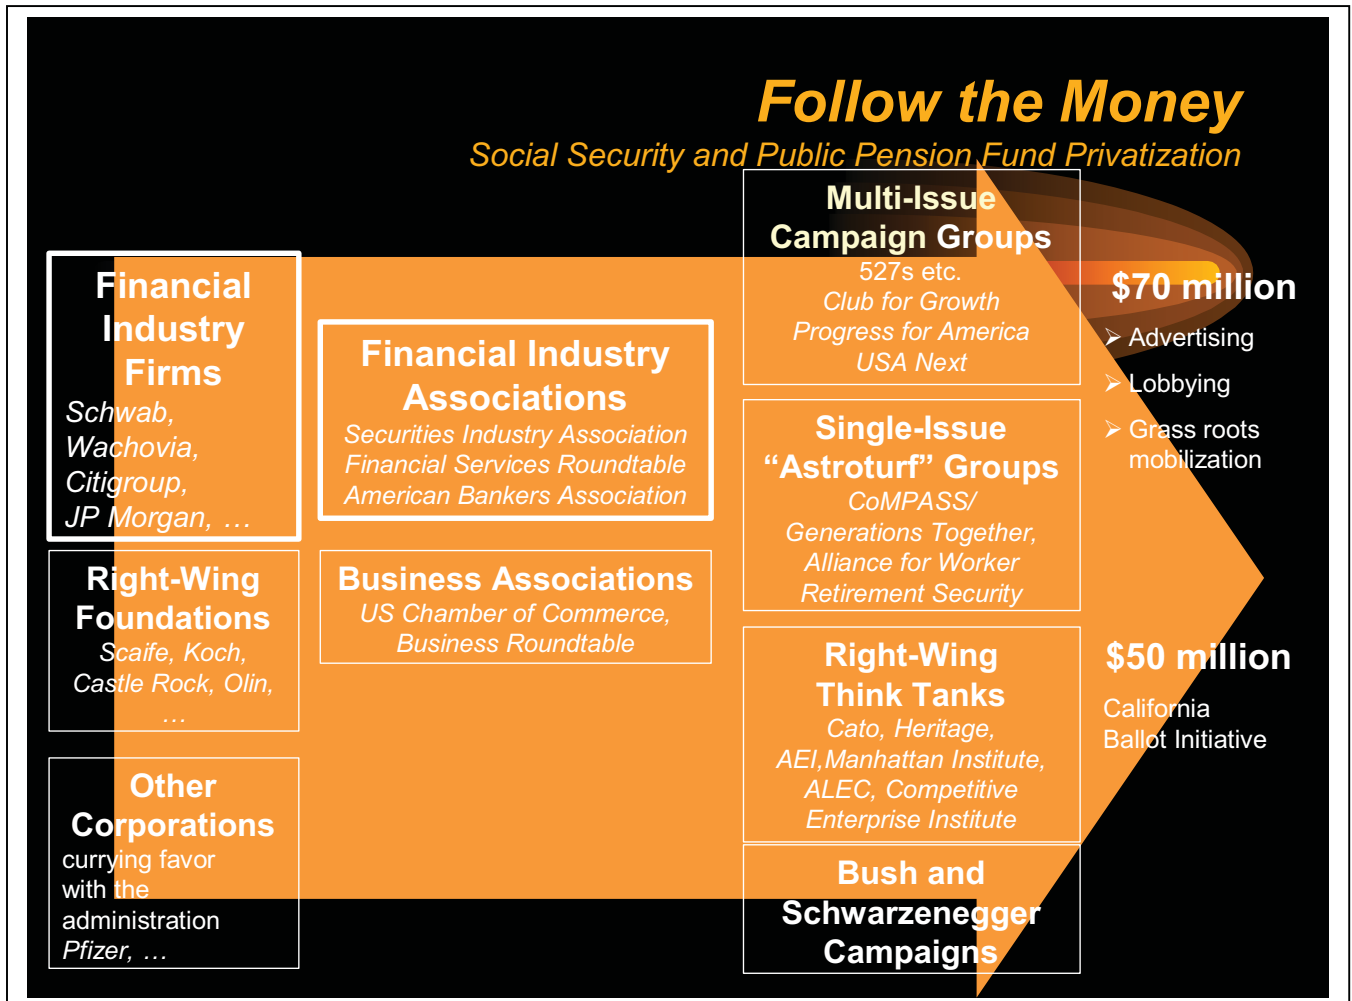 Follow the Money
Social Security and Public Pension Fund Privatization
Financial
Industry
Firms
Schwab,
Wachovia,
Citigroup,
JP Morgan, …
Right-Wing
Foundations
Scaife, Koch,
Castle Rock, Olin,
…
Other
Corporations
currying favor
with the
administration
Pfizer, …
Financial Industry
Associations
Securities Industry Association
Financial Services Roundtable
American Bankers Association
Business Associations
US Chamber of Commerce,
Business Roundtable
Multi-Issue
Campaign Groups
527s etc.
Club for Growth
Progress for America
USA Next
Single-Issue
“Astroturf” Groups
CoMPASS/
Generations Together,
Alliance for Worker
Retirement Security
Right-Wing
Think Tanks
Cato, Heritage,
AEI,Manhattan Institute,
ALEC, Competitive
Enterprise Institute
Bush and
Schwarzenegger
Campaigns
$70 million
➢ Advertising
➢ Lobbying
➢ Grass roots
mobilization
$50 million
California
Ballot Initiative